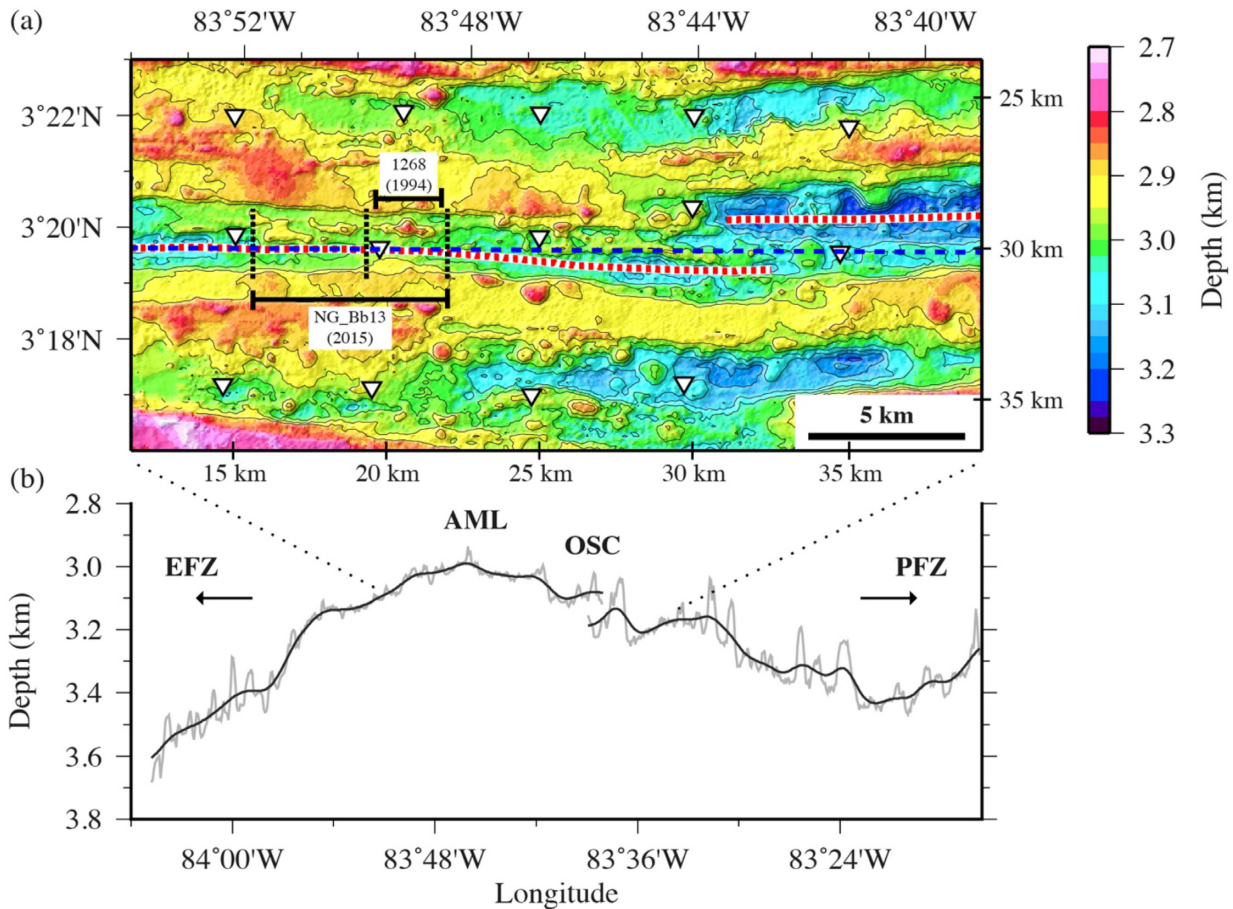 (a)
83°52'W 83°48'W 83°44'W 83°40'W
3°22'N
3°20'N
3°18'N
1268
(1994)
NG_Bb13
(2015)
25 km
30 km
35 km
5 km
15 km 20 km 25 km 30 km 35 km
2.7
2.8
2.9
3.0
3.1
3.2
3.3
Depth (km)
(b)
2.8
3.0
3.2
3.4
3.6
3.8
Depth (km)
AML
OSC
EFZ
PFZ
84°00'W 83°48'W 83°36'W 83°24'W
Longitude